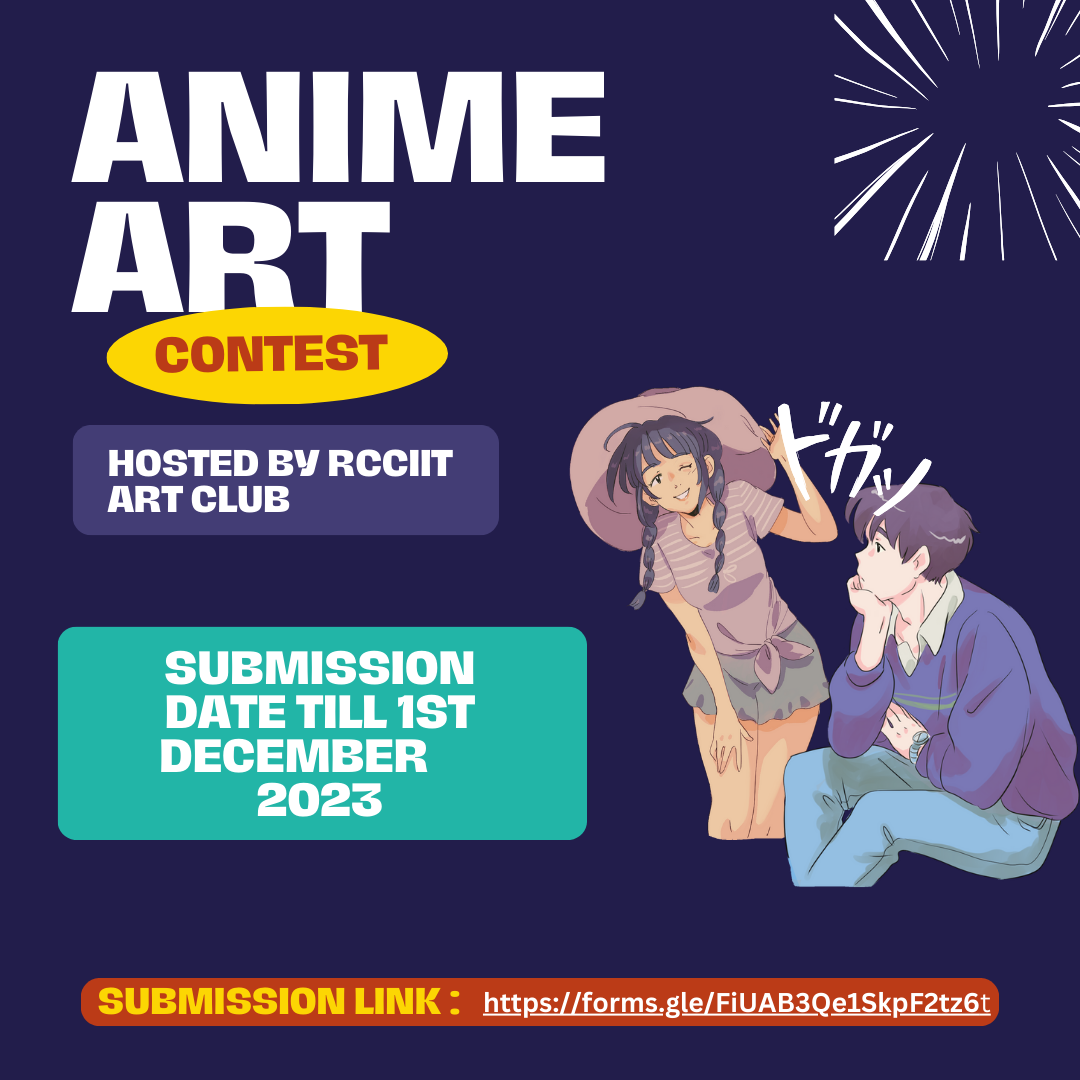 ANIME
ART
CONTEST
HOSTED BY RCCIIT
ART CLUB
ドガッ
SUBMISSION
DATE TILL 1ST
DECEMBER
2023
SUBMISSION LINK : https://forms.gle/FiUAB3Qe1SkpF2tz6t